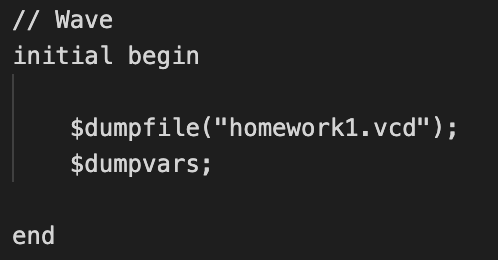 // Wave
initial begin
$dumpfile("homework1.vcd");
$dumpvars;
end